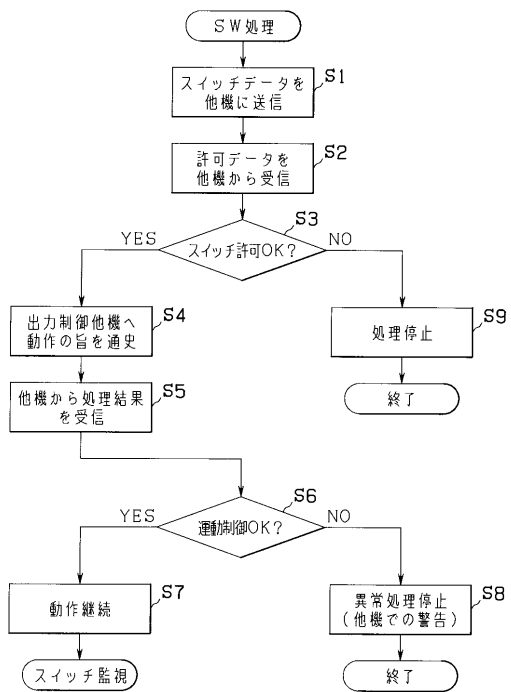 SW処理
スイッチデータを
他機に送信
S1
許可データを
他機から受信
S2
スイッチ許可OK?
S3
YES
NO
出力制御他機へ
動作の旨を通史
S4
処理停止
S9
他機から処理結果
を受信
S5
終了
運動制御OK?
S6
YES
NO
動作継続
S7
異常処理停止
(他機での警告)
S8
スイッチ監視
終了